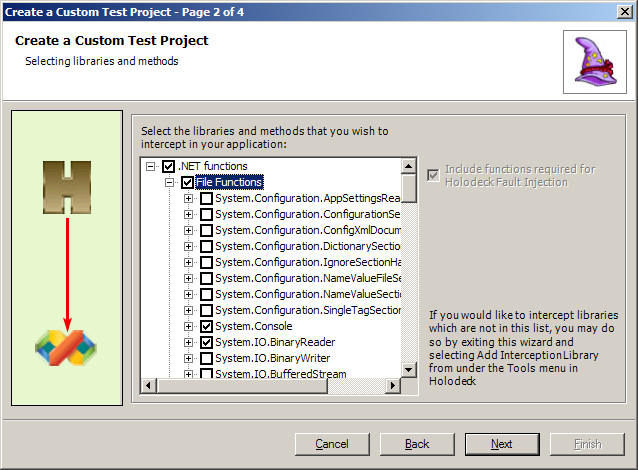 Create a Custom Test Project - Page 2 of 4
Create a Custom Test Project
Selecting libraries and methods
Select the libraries and methods that you wish to
intercept in your application:
.NET functions
File Functions
System.Configuration.AppSettingsRea
System.Configuration.ConfigurationSe
System.Configuration.ConfigXmlDocum
System.Configuration.DictionarySection
System.Configuration.IgnoreSectionHa
System.Configuration.NameValueFileSe
System.Configuration.NameValueSectio
System.Configuration.SingleTagSection
System.Console
System.IO.BinaryReader
System.IO.BinaryWriter
System.IO.BufferedStream
Include functions required for
Holodeck Fault Injection
If you would like to intercept libraries
which are not in this list, you may do
so by exiting this wizard and
selecting Add InterceptionLibrary
from under the Tools menu in
Holodeck
H
Cancel
Back
Next
Finish